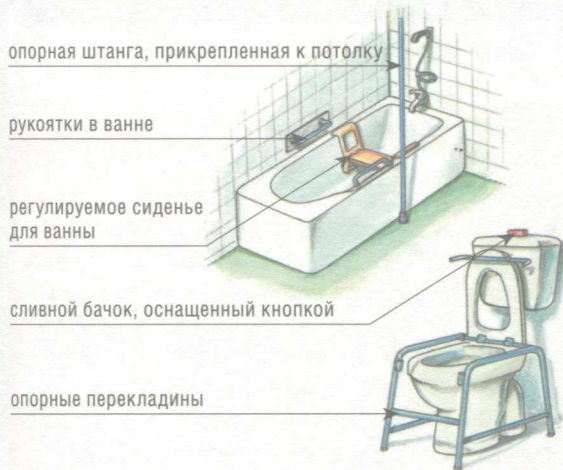 опорная штанга, прикрепленная к потолку
рукоятки в ванне
регулируемое сиденье
для ванны
сливной бачок, оснащенный кнопкой
опорные перекладины